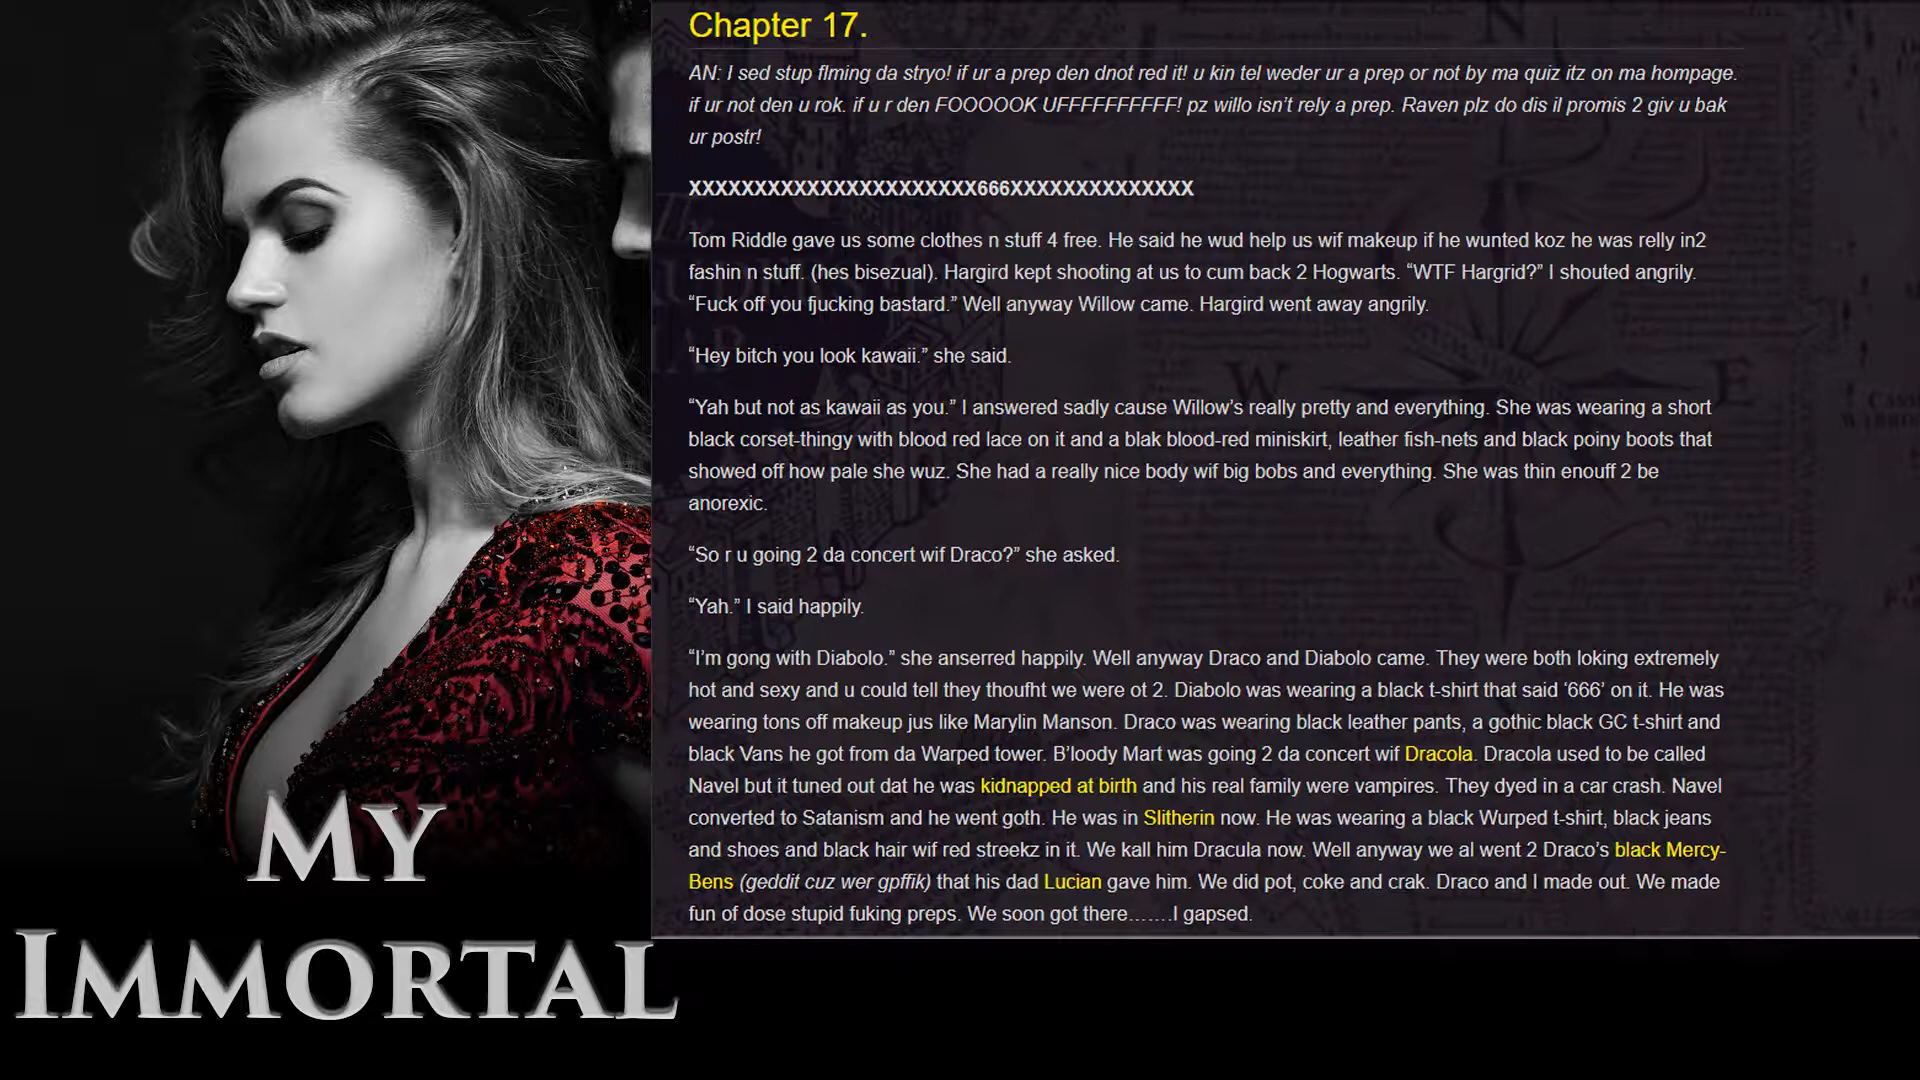 Chapter 17.
AN: I sed stup flming da stryo! if ur a prep den dnot red it! u kin tel weder ur a prep or not by ma quiz itz on ma hompage.
if ur not den u rok. if u r den FOOOOOK UFFFFFFFFFF! pz willo isn’t rely a prep. Raven plz do dis il promis 2 giv u bak
ur postr!
XXXXXXXXXXXXXXXXXXXXXX666XXXXXXXXXXXXXX
Tom Riddle gave us some clothes n stuff 4 free. He said he wud help us wif makeup if he wunted koz he was relly in2
fashin n stuff. (hes bisezual). Hargird kept shooting at us to cum back 2 Hogwarts. “WTF Hargrid?” I shouted angrily.
“Fuck off you fjucking bastard.” Well anyway Willow came. Hargird went away angrily.
“Hey bitch you look kawaii.” she said.
“Yah but not as kawaii as you.” I answered sadly cause Willow’s really pretty and everything. She was wearing a short
black corset-thingy with blood red lace on it and a blak blood-red miniskirt, leather fish-nets and black poiny boots that
showed off how pale she wuz. She had a really nice body wif big bobs and everything. She was thin enouff 2 be
anorexic.
“So r u going 2 da concert wif Draco?” she asked.
“Yah.” I said happily.
“I’m gong with Diabolo.” she anserred happily. Well anyway Draco and Diabolo came. They were both loking extremely
hot and sexy and u could tell they thoufht we were ot 2. Diabolo was wearing a black t-shirt that said ‘666’ on it. He was
wearing tons off makeup jus like Marylin Manson. Draco was wearing black leather pants, a gothic black GC t-shirt and
black Vans he got from da Warped tower. B’loody Mart was going 2 da concert wif Dracola. Dracola used to be called
Navel but it tuned out dat he was kidnapped at birth and his real family were vampires. They dyed in a car crash. Navel
converted to Satanism and he went goth. He was in Slitherin now. He was wearing a black Wurped t-shirt, black jeans
and shoes and black hair wif red streekz in it. We kall him Dracula now. Well anyway we al went 2 Draco’s black Mercy-
Bens (geddit cuz wer gpffik) that his dad Lucian gave him. We did pot, coke and crak. Draco and I made out. We made
fun of dose stupid fuking preps. We soon got there…….I gapsed.
MY
IMMORTAL